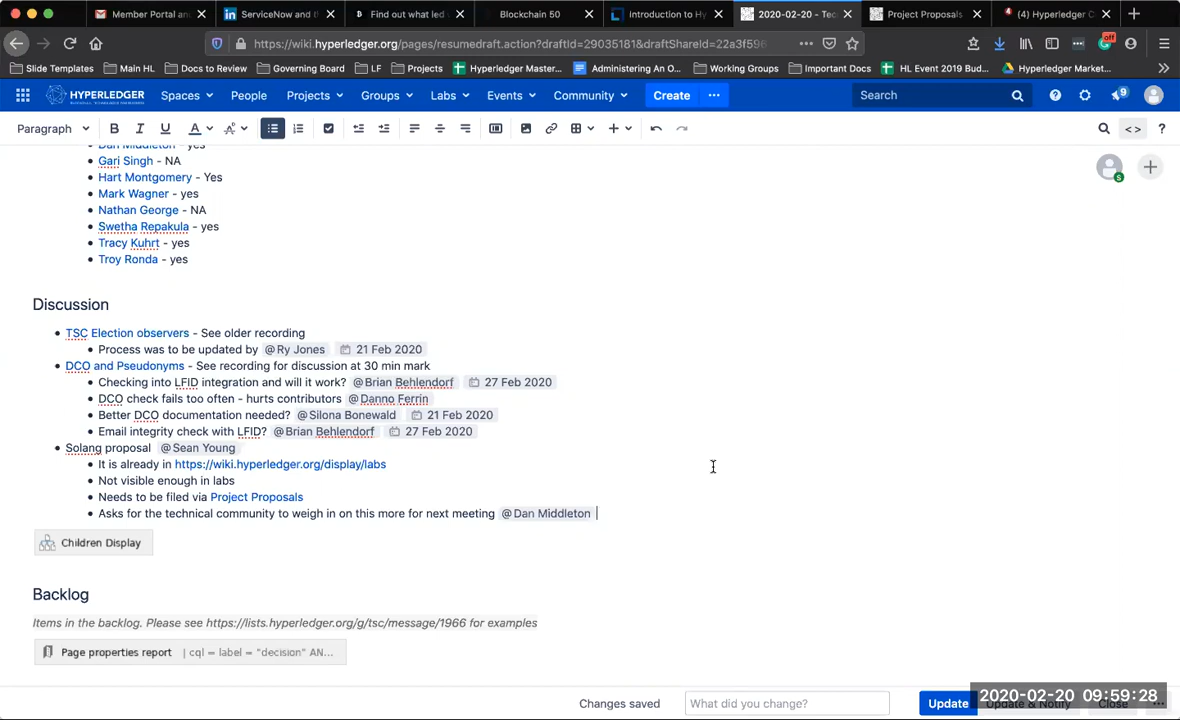 Member Portal an
ServiceNow and t
Find out what led
Blockchain 50
Introduction to Hy
2020-02-20 - Tec
Project Proposals
(4) Hyperledger C
https://wiki.hyperledger.org/pages/resumedraft.action?draftId=29035181&draftShareId=22a3f596
off
Slide Templates
Main HL
Docs to Review
Governing Board
LF
Projects
Hyperledger Master...
Administering An O...
Working Groups
Important Docs
HL Event 2019 Bud...
Hyperledger Market...
HYPERLEDGER
Spaces
People
Projects
Groups
Labs
Events
Community
Create
Search
9
Paragraph
B I U A
Dan Middleton - yes
Gari Singh - NA
Hart Montgomery - Yes
Mark Wagner - yes
Nathan George - NA
Swetha Repakula - yes
Tracy Kuhrt - yes
Troy Ronda - yes
Discussion
TSC Election observers - See older recording
Process was to be updated by @Ry Jones 21 Feb 2020
DCO and Pseudonyms - See recording for discussion at 30 min mark
Checking into LFID integration and will it work? @Brian Behlendorf 27 Feb 2020
DCO check fails too often - hurts contributors @Danno Ferrin
Better DCO documentation needed? @Silona Bonewald 21 Feb 2020
Email integrity check with LFID? @Brian Behlendorf 27 Feb 2020
Solang proposal @Sean Young
It is already in https://wiki.hyperledger.org/display/labs
Not visible enough in labs
Needs to be filed via Project Proposals
Asks for the technical community to weigh in on this more for next meeting @Dan Middleton
Children Display
Backlog
Items in the backlog. Please see https://lists.hyperledger.org/g/tsc/message/1966 for examples
Page properties report | cql = label = "decision" AN...
Changes saved
What did you change?
Update
Update & Notify
Close
2020-02-20 09:59:28